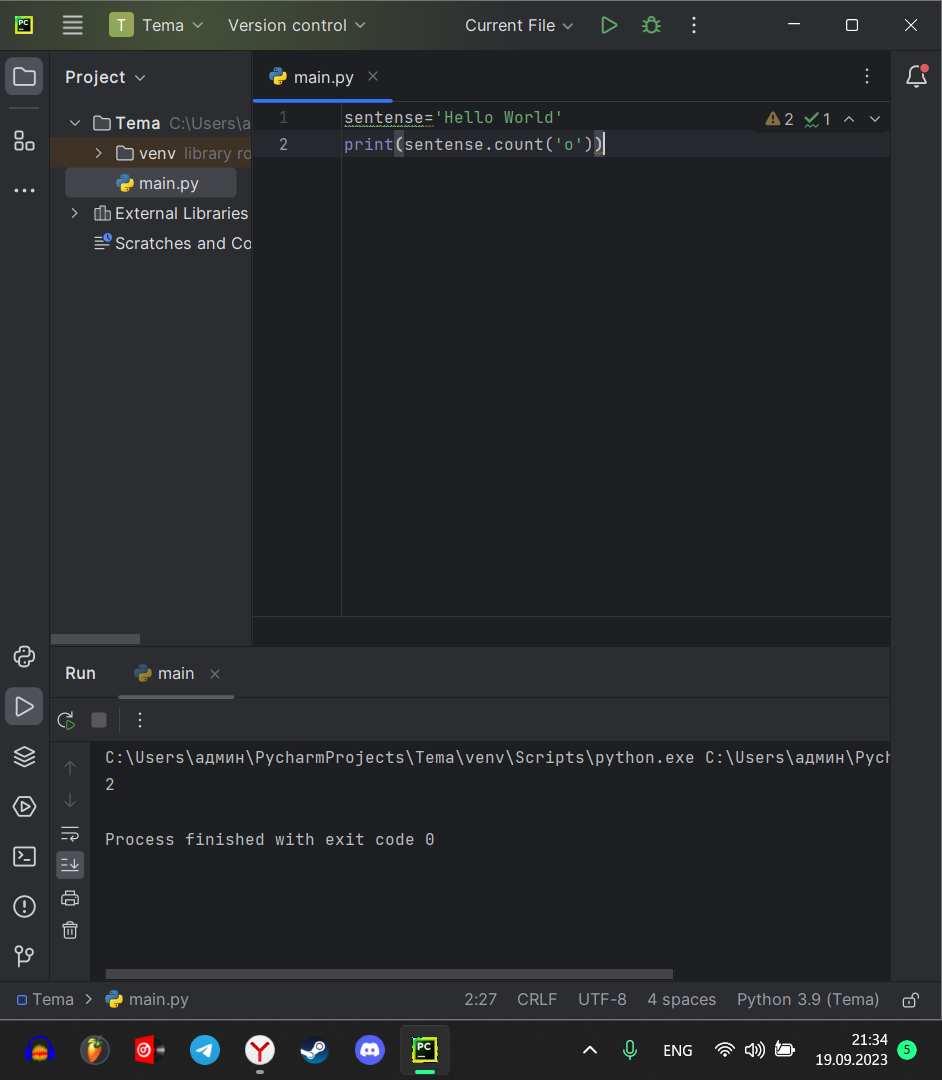 PC
T Tema Version control Current File
Project
main.py
Tema C:\Users\a
venv library ro
main.py
External Libraries
Scratches and Co
1 sentense='Hello World'
2 print(sentense.count('o'))
2 1
Run main
C:\Users\админ\PycharmProjects\Tema\venv\Scripts\python.exe C:\Users\админ\Pych
2
Process finished with exit code 0
Tema main.py 2:27 CRLF UTF-8 4 spaces Python 3.9 (Tema)
PC ENG 21:34
19.09.2023 5